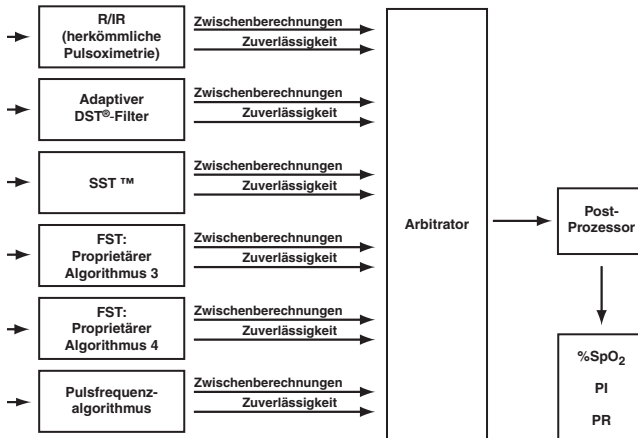 R/IR
(herkömmliche
Pulsoximetrie)
Zwischenberechnungen
Zuverlässigkeit
Adaptiver
DST®-Filter
Zwischenberechnungen
Zuverlässigkeit
SST ™
Zwischenberechnungen
Zuverlässigkeit
FST:
Proprietärer
Algorithmus 3
Zwischenberechnungen
Zuverlässigkeit
FST:
Proprietärer
Algorithmus 4
Zwischenberechnungen
Zuverlässigkeit
Pulsfrequenz-
algorithmus
Zwischenberechnungen
Zuverlässigkeit
Arbitrator
Post-
Prozessor
%SpO₂
PI
PR